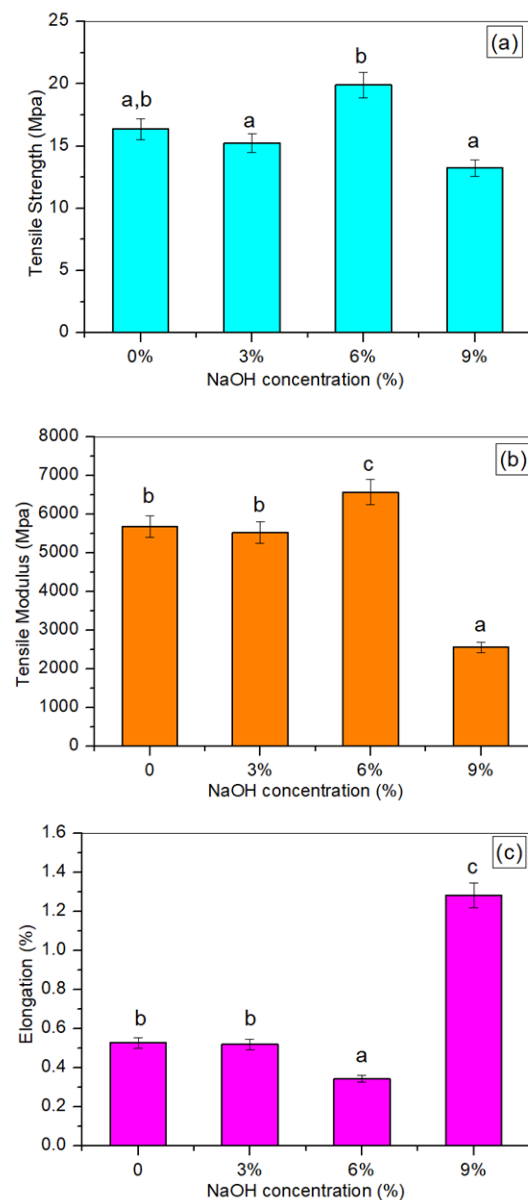 (a)
Tensile Strength (Mpa)
25
20
15
10
5
0
a,b
a
b
a
0%
3%
6%
9%
NaOH concentration (%)
(b)
Tensile Modulus (Mpa)
8000
7000
6000
5000
4000
3000
2000
1000
0
b
b
c
a
0
3%
6%
9%
NaOH concentration (%)
(c)
Elongation (%)
1.6
1.4
1.2
1.0
0.8
0.6
0.4
0.2
0.0
b
b
a
c
0
3%
6%
9%
NaOH concentration (%)